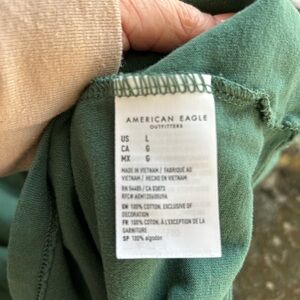 AMERICAN EAGLE
OUTFITTERS
US L
CA G
MX G
MADE IN VIETNAM / FABRIQUÉ AU
VIETNAM / HECHO EN VIETNAM
RN 54485 / CA 03873
EN 100% COTTON, EXCLUSIVE OF
DECORATION
FR 100% COTON, À L'EXCEPTION DE LA
GARNITURE
SP 100% algodón